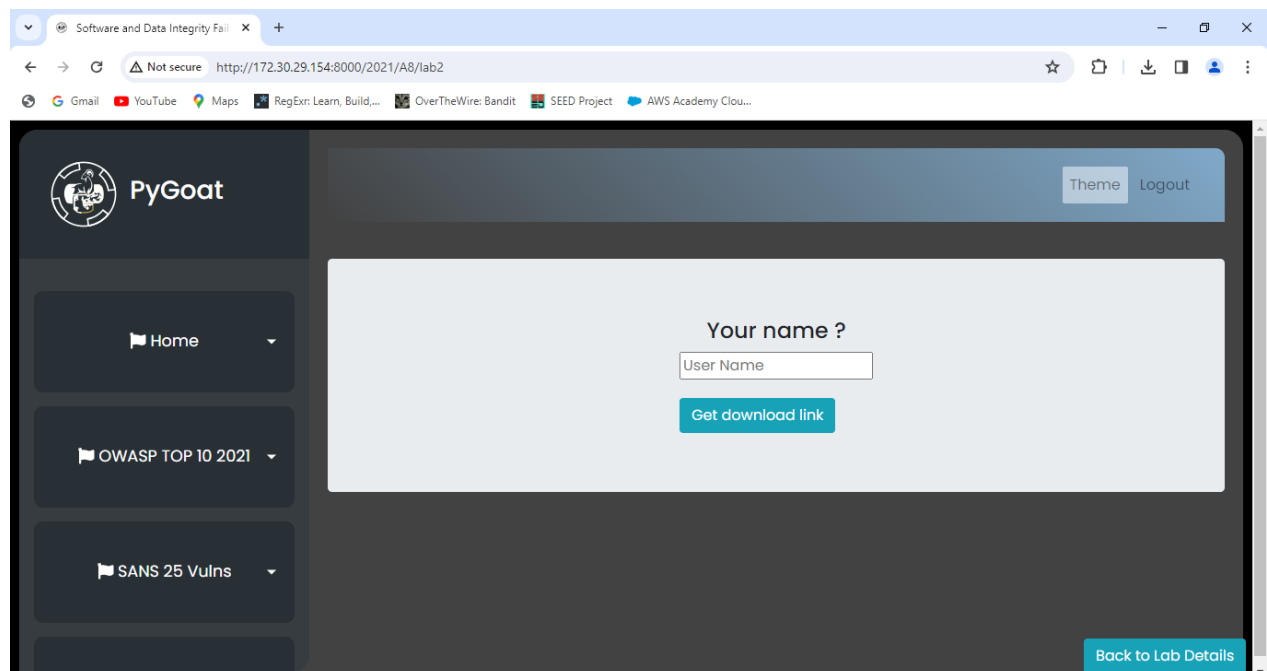 Software and Data Integrity Fail
Not secure http://172.30.29.154:8000/2021/A8/lab2
Gmail YouTube Maps RegExr: Learn, Build,... OverTheWire: Bandit SEED Project AWS Academy Clou...
PyGoat
Theme Logout
Your name ?
User Name
Get download link
Home
OWASP TOP 10 2021
SANS 25 Vulns
Back to Lab Details